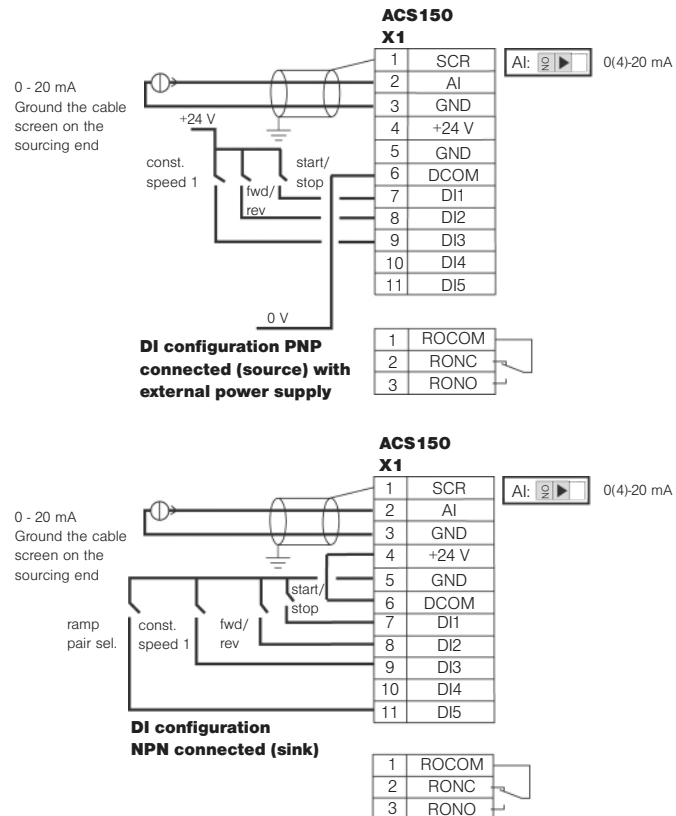 ACS150
X1
1 SCR
2 AI
3 GND
4 +24 V
5 GND
6 DCOM
7 DI1
8 DI2
9 DI3
10 DI4
11 DI5
AI: ON 0(4)-20 mA
0 - 20 mA
Ground the cable
screen on the
sourcing end
+24 V
const.
speed 1
fwd/
rev
start/
stop
0 V
DI configuration PNP
connected (source) with
external power supply
1 ROCOM
2 RONC
3 RONO
ACS150
X1
1 SCR
2 AI
3 GND
4 +24 V
5 GND
6 DCOM
7 DI1
8 DI2
9 DI3
10 DI4
11 DI5
AI: ON 0(4)-20 mA
0 - 20 mA
Ground the cable
screen on the
sourcing end
ramp
pair sel.
const.
speed 1
fwd/
rev
start/
stop
DI configuration
NPN connected (sink)
1 ROCOM
2 RONC
3 RONO